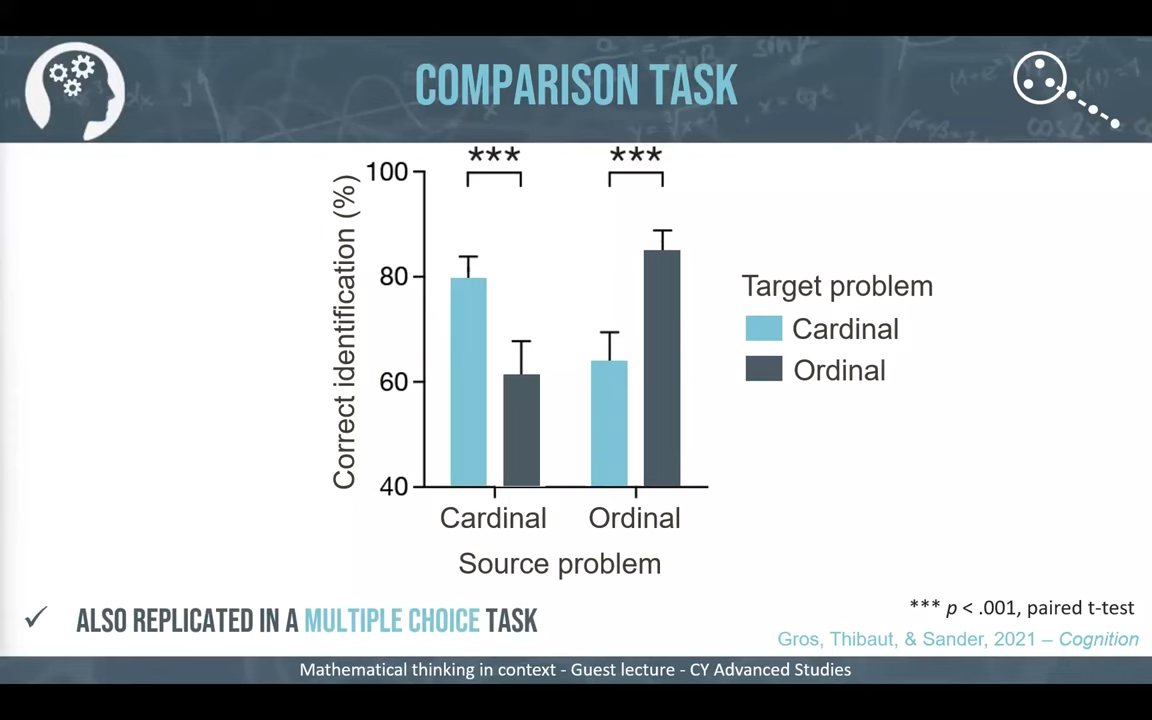 COMPARISON TASK
***
***
100
80
60
40
Correct identification (%)
Cardinal
Ordinal
Source problem
Target problem
Cardinal
Ordinal
ALSO REPLICATED IN A MULTIPLE CHOICE TASK
*** p < .001, paired t-test
Gros, Thibaut, & Sander, 2021 – Cognition
Mathematical thinking in context - Guest lecture - CY Advanced Studies